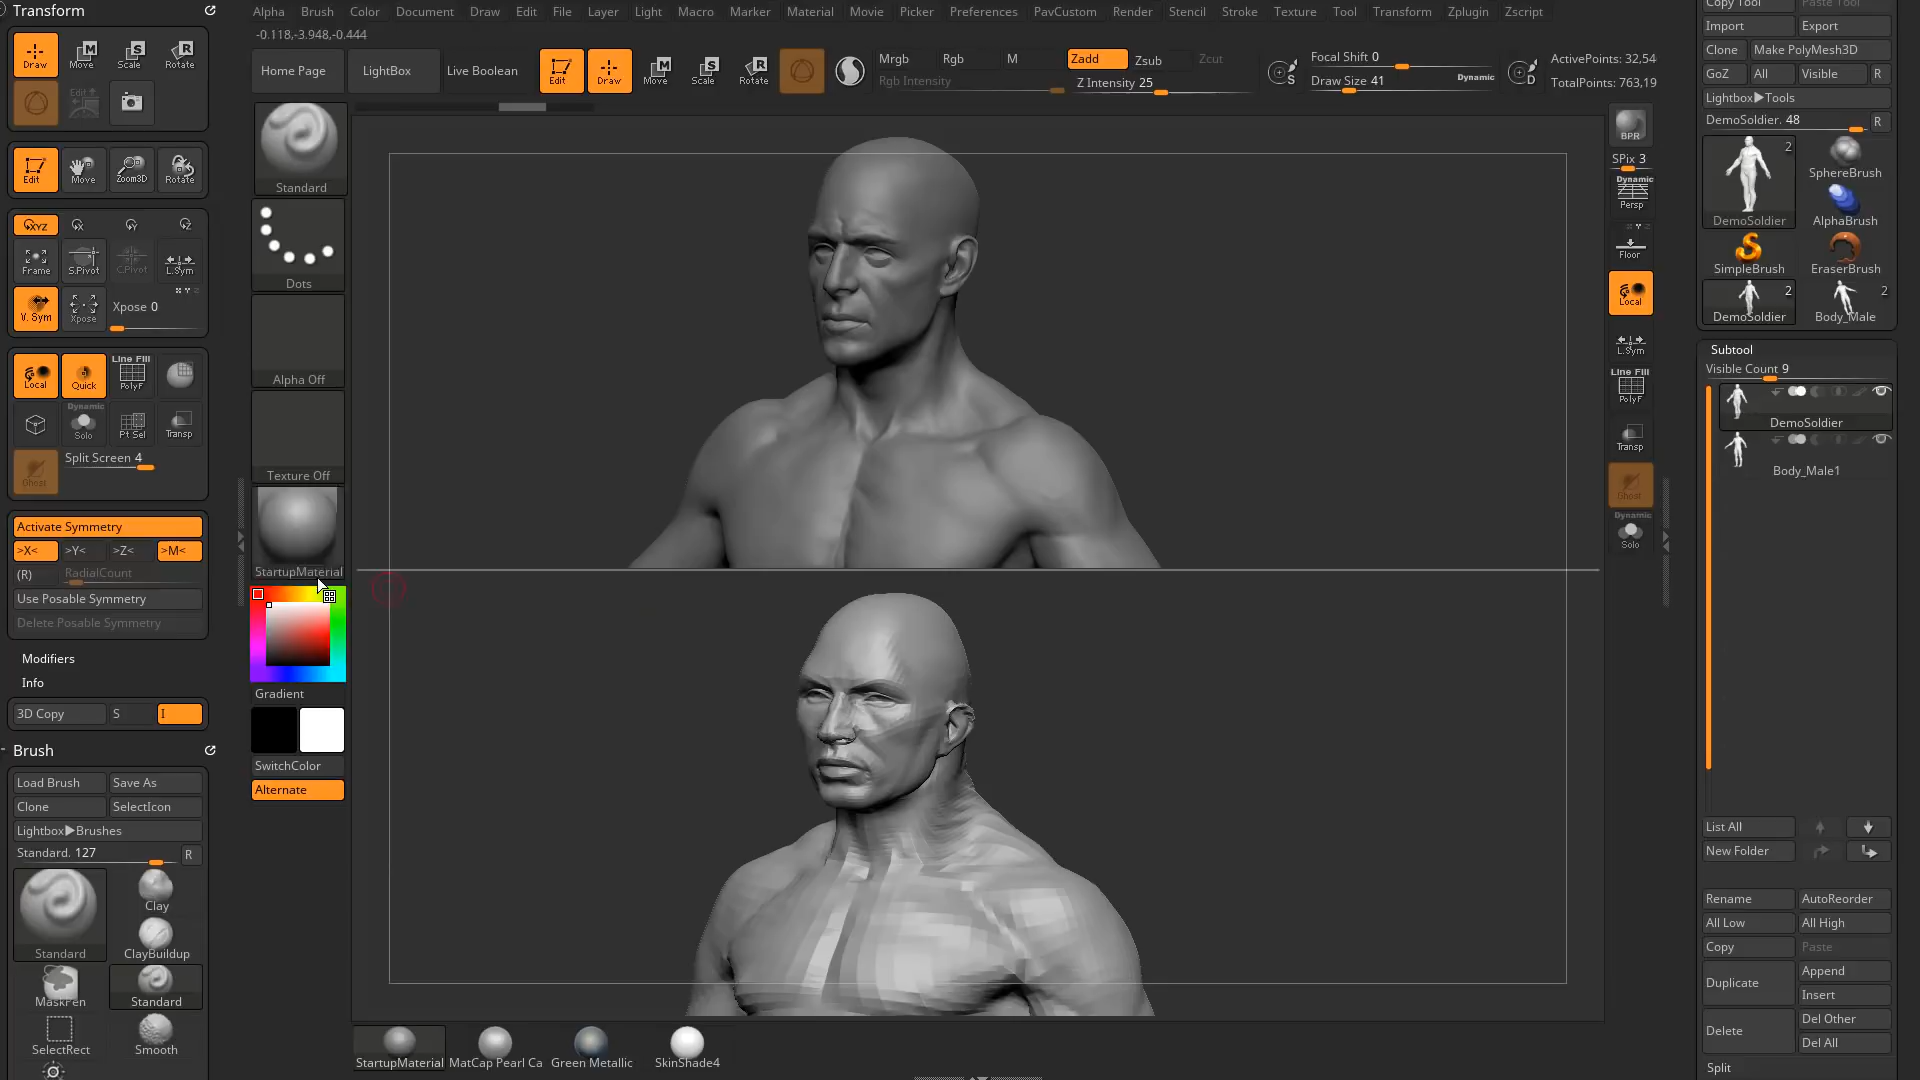 Transform
Alpha Brush Color Document Draw Edit File Layer Light Macro Marker Material Movie Picker Preferences PavCustom Render Stencil Stroke Texture Tool Transform Zplugin Zscript
-0.118,-3.948,-0.444
Home Page LightBox Live Boolean Edit Draw Move Scale Rotate
Mrgb Rgb M Zadd Zsub Zcut
Rgb Intensity Z Intensity 25
Focal Shift 0
Draw Size 41 Dynamic
ActivePoints: 32,54
TotalPoints: 763,19
Draw Move Scale Rotate
Edit
Edit Move Zoom3D Rotate
XYZ X Y Z
Frame S.Pivot C.Pivot L.Sym
V. Sym Xpose Xpose 0
Local Quick Line Fill PolyF
Dynamic
Solo Pt Sel Transp
Ghost Split Screen 4
Activate Symmetry
>X< >Y< >Z< >M<
(R) RadialCount
Use Posable Symmetry
Delete Posable Symmetry
Modifiers
Info
3D Copy S I
Brush
Load Brush Save As
Clone SelectIcon
Lightbox▶Brushes
Standard. 127 R
Clay
Standard ClayBuildup
MaskPen Standard
SelectRect Smooth
Standard
Dots
Alpha Off
Texture Off
StartupMaterial
Gradient
SwitchColor
Alternate
StartupMaterial MatCap Pearl Ca Green Metallic SkinShade4
BPR
SPix 3
Dynamic
Persp
Floor
Local
L.Sym
Line Fill
PolyF
Transp
Ghost
Dynamic
Solo
Copy Tool Paste Tool
Import Export
Clone Make PolyMesh3D
GoZ All Visible R
Lightbox▶Tools
DemoSoldier. 48 R
2 SphereBrush
DemoSoldier AlphaBrush
SimpleBrush EraserBrush
2 2
DemoSoldier Body_Male
Subtool
Visible Count 9
DemoSoldier
Body_Male1
List All
New Folder
Rename AutoReorder
All Low All High
Copy Paste
Duplicate Append
Insert
Delete Del Other
Del All
Split